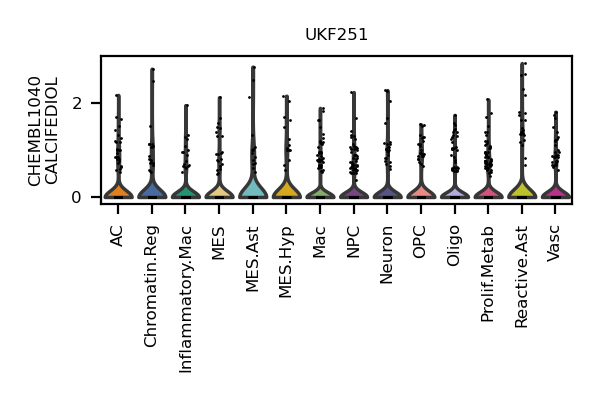 UKF251
CHEMBL1040
CALCIFEDIOL
2
0
AC
Chromatin.Reg
Inflammatory.Mac
MES
MES.Ast
MES.Hyp
Mac
NPC
Neuron
OPC
Oligo
Prolif.Metab
Reactive.Ast
Vasc